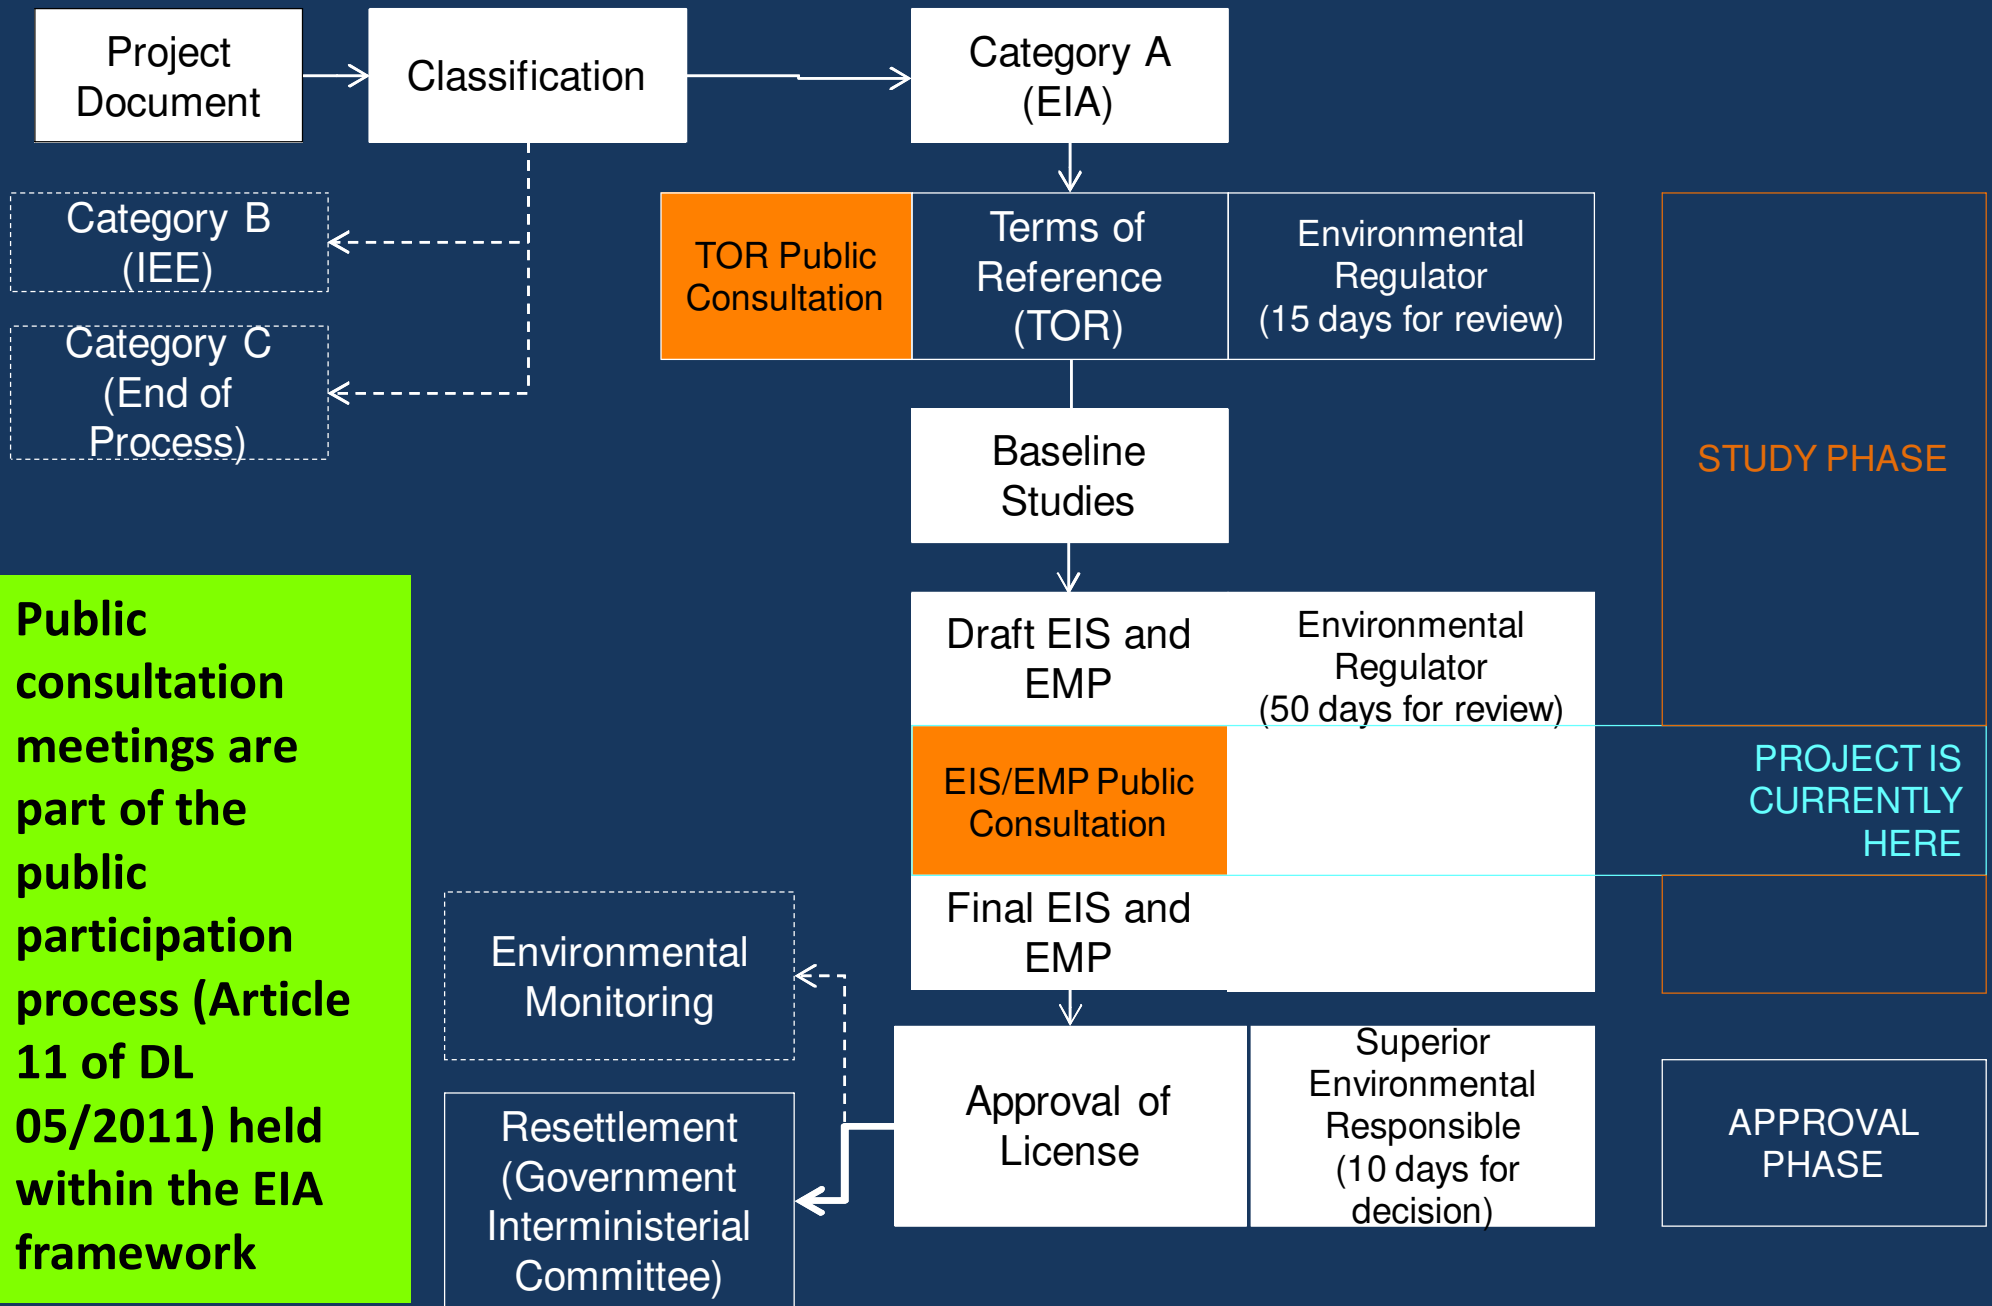 Project
Document
Classification
Category A
(EIA)
Category B
(IEE)
Category C
(End of
Process)
TOR Public
Consultation
Terms of
Reference
(TOR)
Environmental
Regulator
(15 days for review)
STUDY PHASE
Baseline
Studies
Draft EIS and
EMP
Environmental
Regulator
(50 days for review)
EIS/EMP Public
Consultation
PROJECT IS
CURRENTLY
HERE
Final EIS and
EMP
Public
consultation
meetings are
part of the
public
participation
process (Article
11 of DL
05/2011) held
within the EIA
framework
Environmental
Monitoring
Resettlement
(Government
Interministerial
Committee)
Approval of
License
Superior
Environmental
Responsible
(10 days for
decision)
APPROVAL
PHASE